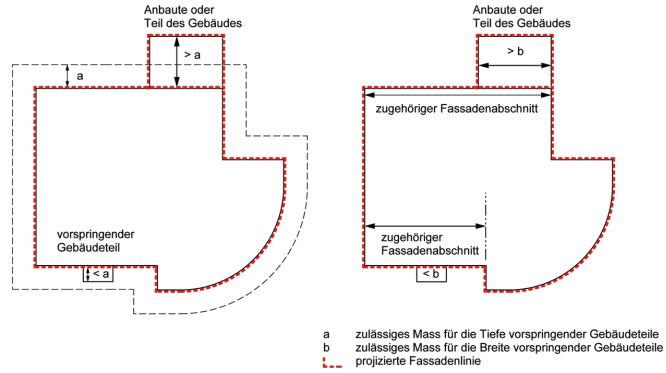 Anbaute oder
Teil des Gebäudes
> a
a
vorspringender
Gebäudeteil
< a
Anbaute oder
Teil des Gebäudes
> b
zugehöriger Fassadenabschnitt
zugehöriger
Fassadenabschnitt
< b
a zulässiges Mass für die Tiefe vorspringender Gebäudeteile
b zulässiges Mass für die Breite vorspringender Gebäudeteile
projizierte Fassadenlinie